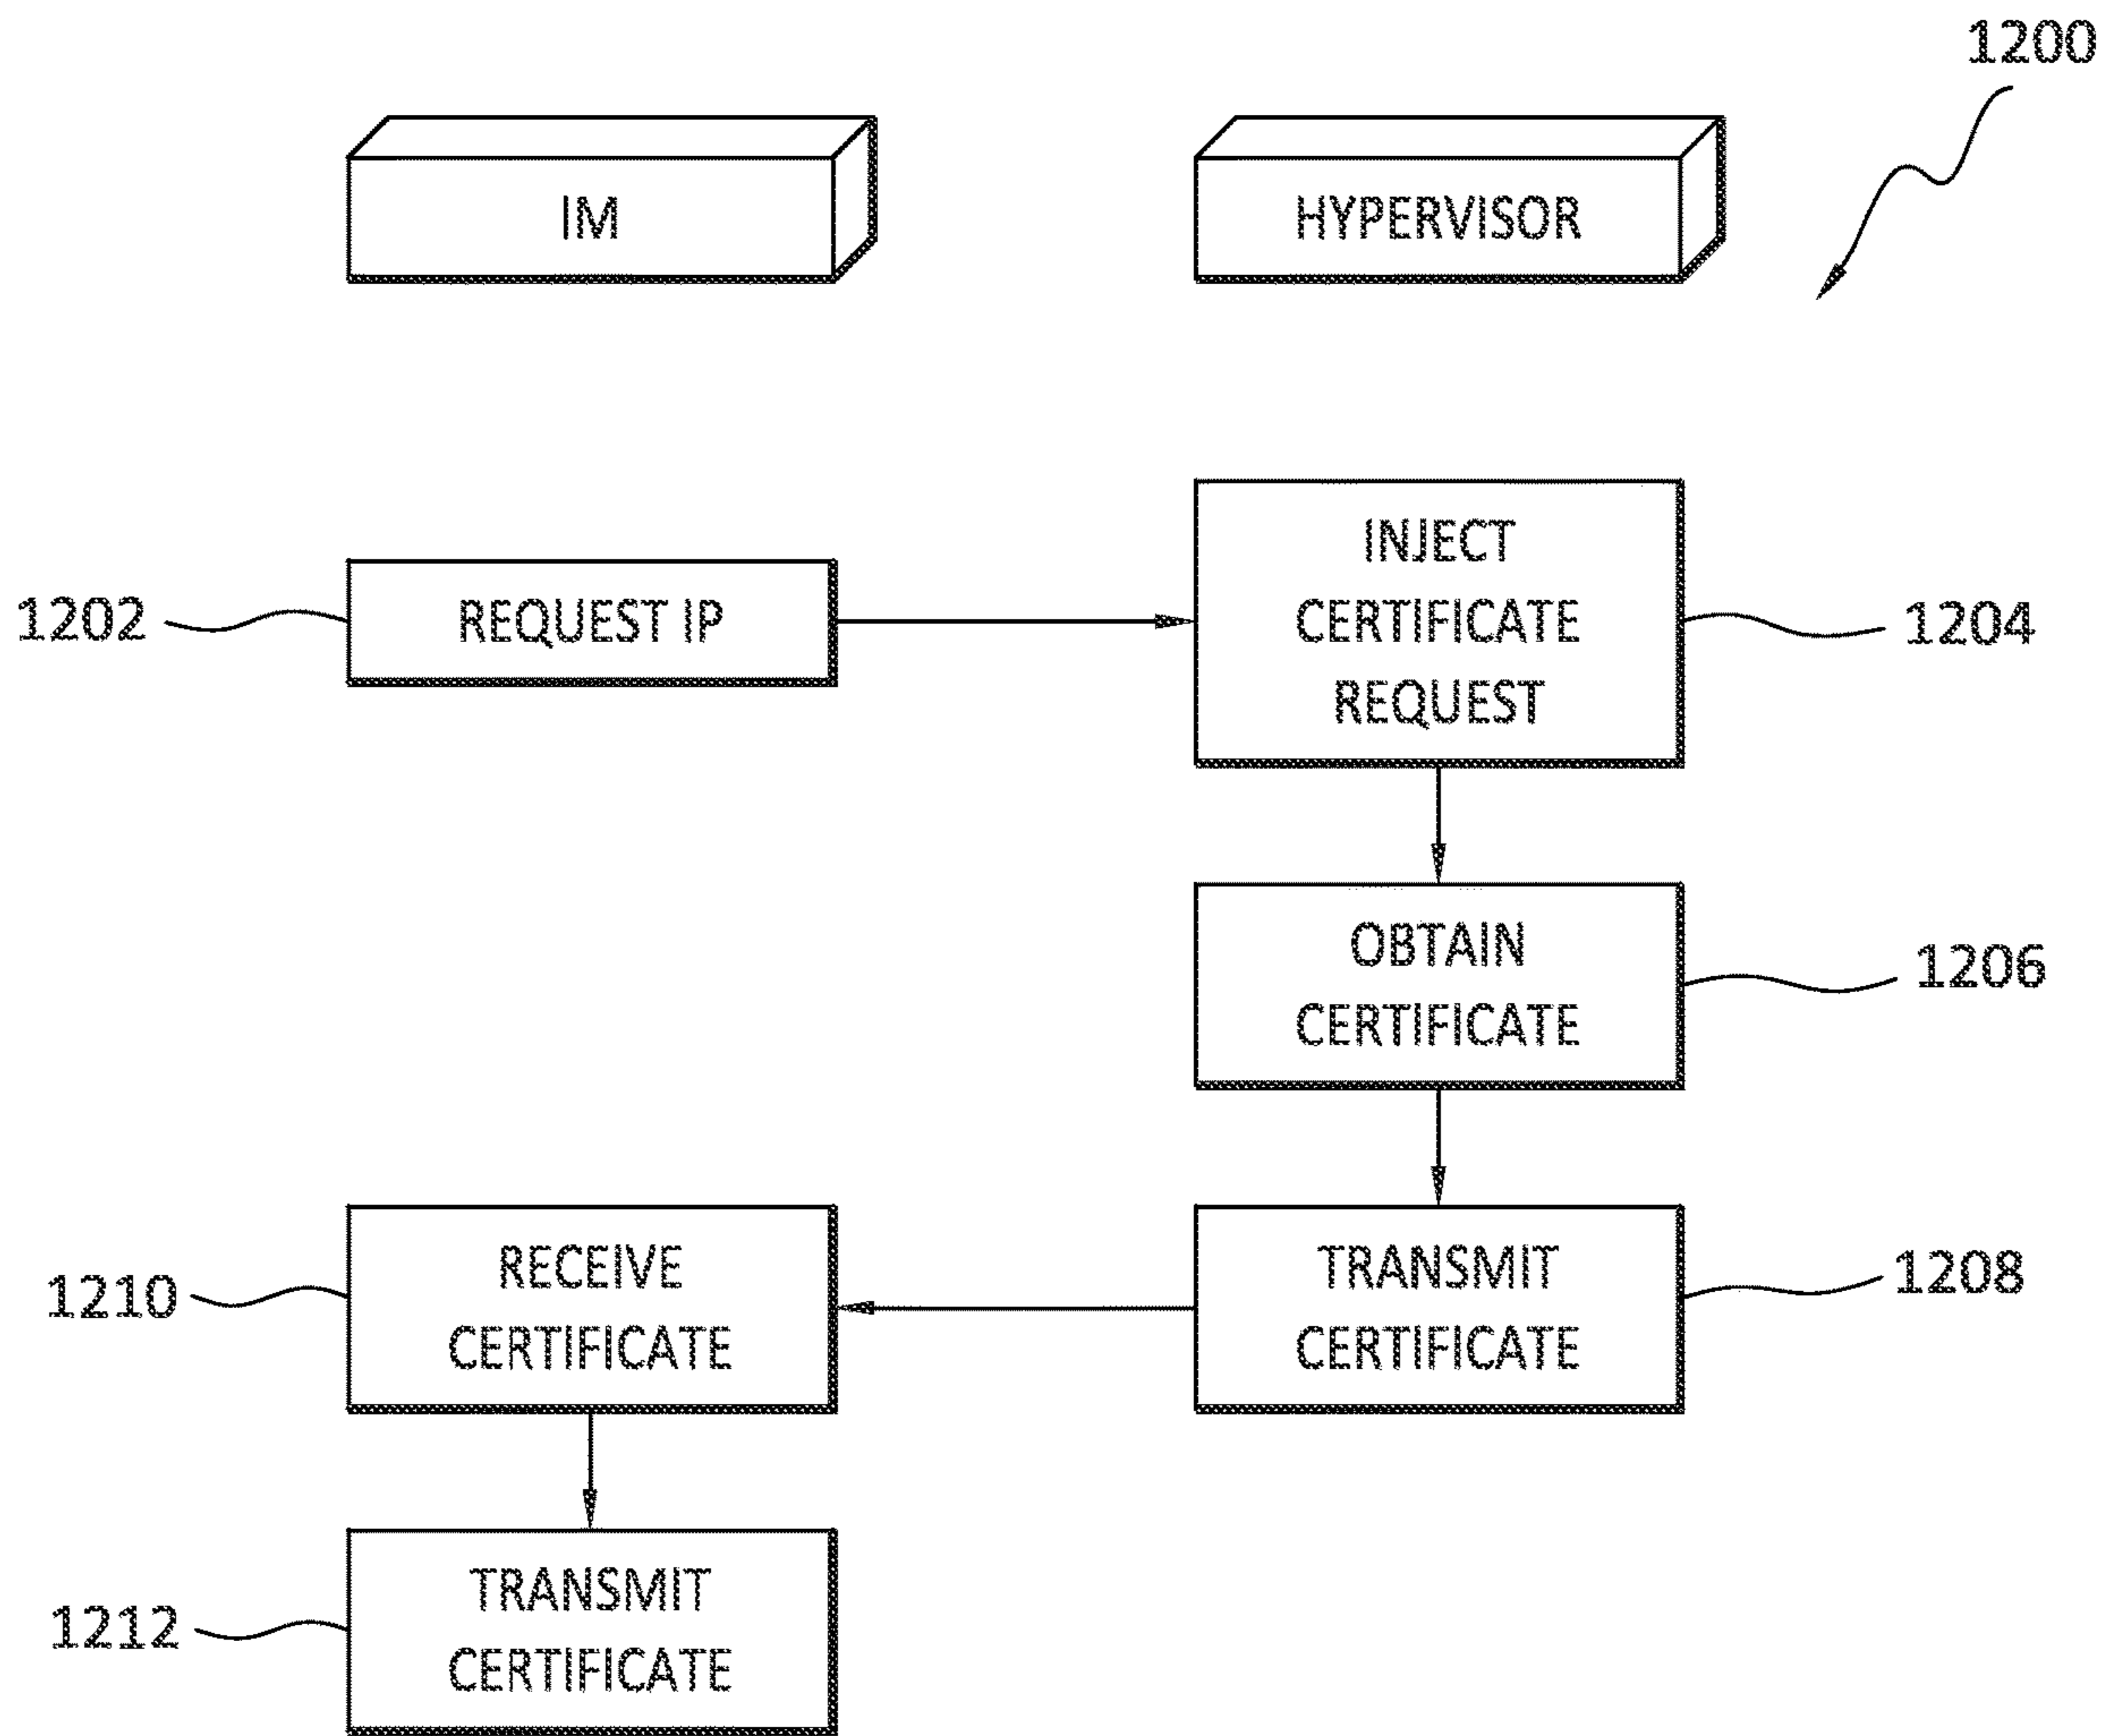 1200
IM
HYPERVISOR
1202
REQUEST IP
INJECT
CERTIFICATE
REQUEST
1204
OBTAIN
CERTIFICATE
1206
1210
RECEIVE
CERTIFICATE
TRANSMIT
CERTIFICATE
1208
1212
TRANSMIT
CERTIFICATE